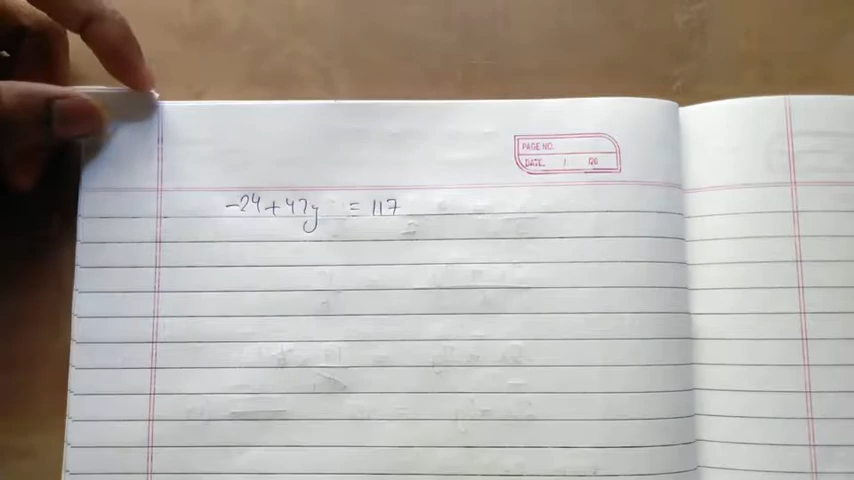 PAGE NO.
DATE. / /20
-24+47y = 117